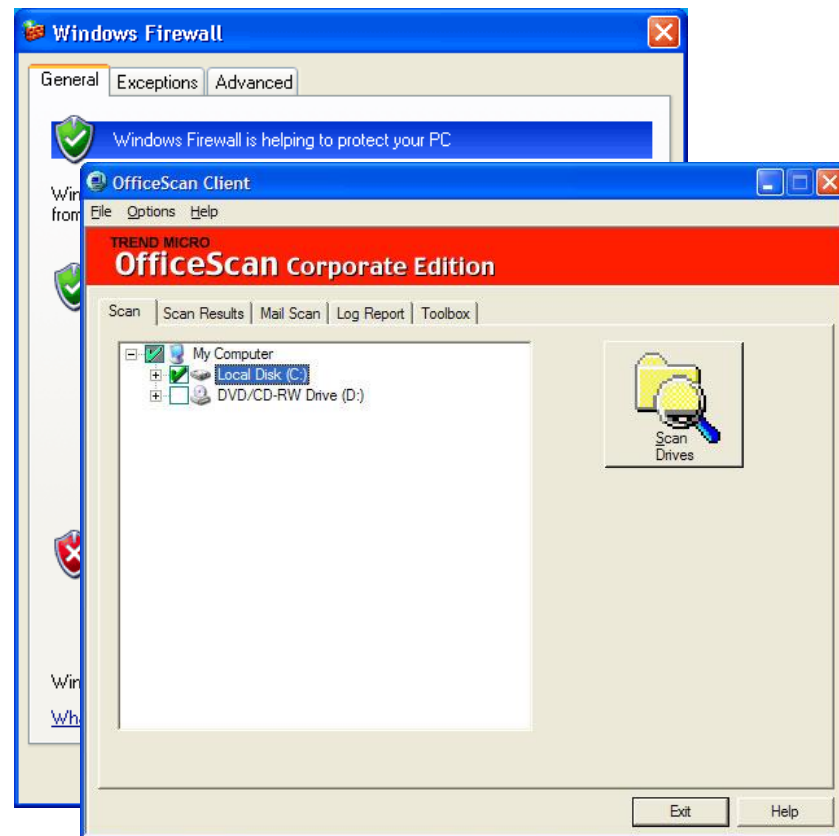 Windows Firewall
General Exceptions Advanced
Windows Firewall is helping to protect your PC
OfficeScan Client
from
File Options Help
TREND MICRO
OfficeScan Corporate Edition
Scan Scan Results Mail Scan Log Report Toolbox
My Computer
Local Disk (C:)
DVD/CD-RW Drive (D:)
Scan
Drives
Exit Help